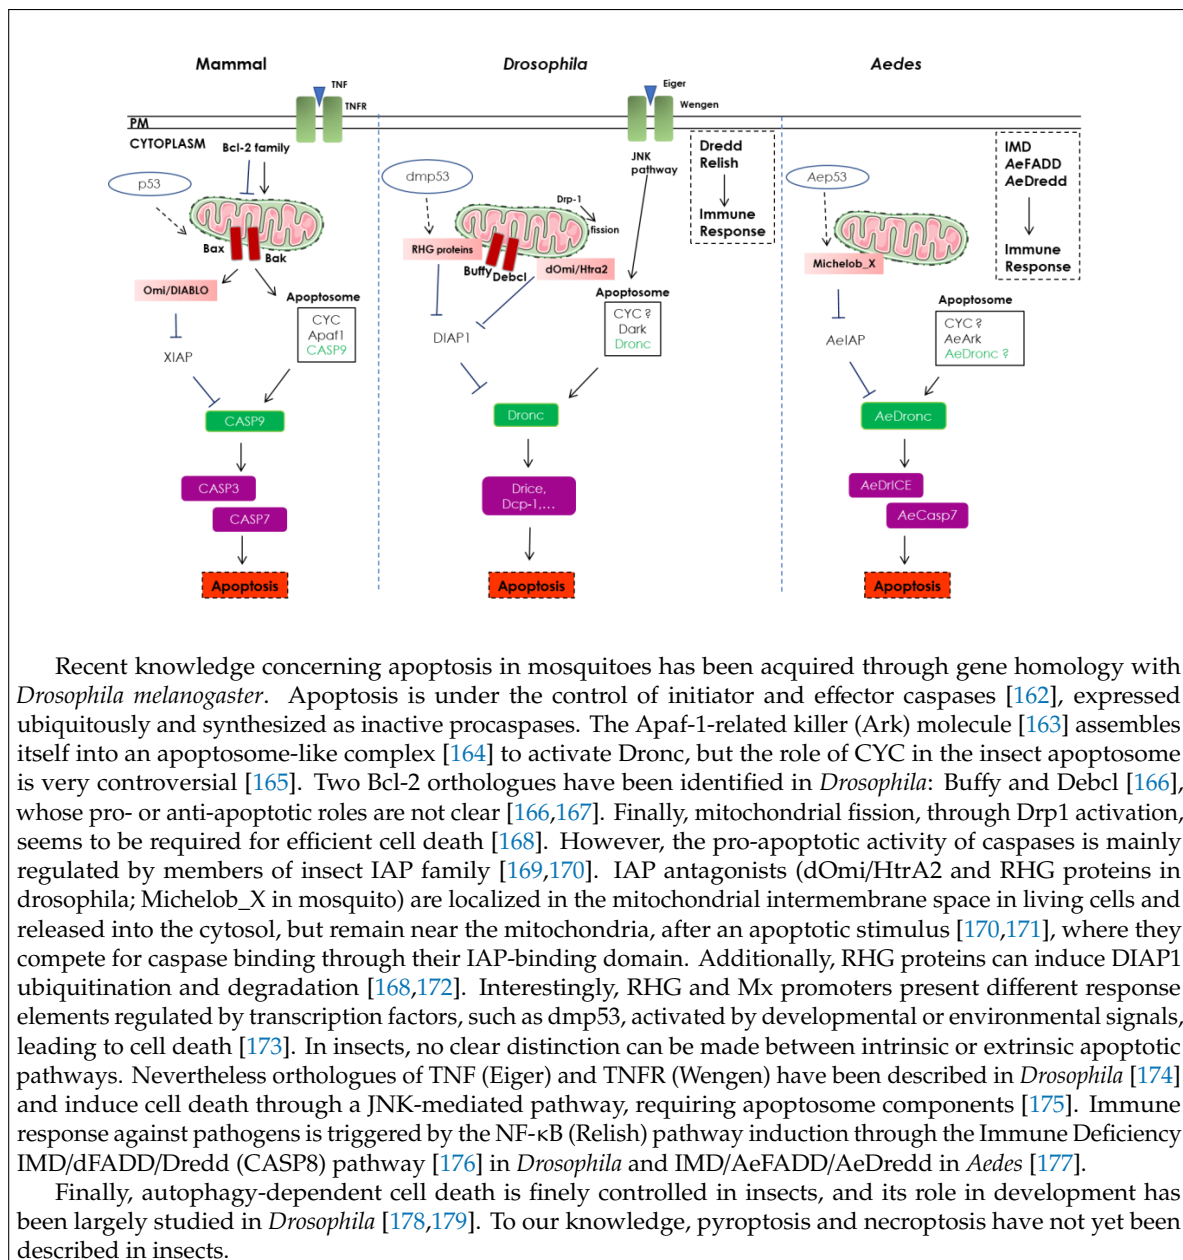 Mammal
Drosophila
Aedes
TNF
TNFR
Eiger
Wengen
PM
CYTOPLASM
Bcl-2 family
p53
Bax
Bak
Omi/DIABLO
XIAP
Apoptosome
CYC
Apaf1
CASP9
CASP9
CASP3
CASP7
Apoptosis
dmp53
JNK
pathway
Drp-1
fission
RHG proteins
Buffy
Debcl
dOmi/Htra2
DIAP1
Apoptosome
CYC ?
Dark
Dronc
Dronc
Drice,
Dcp-1,...
Apoptosis
Dredd
Relish
Immune
Response
Aep53
Michelob_X
AeIAP
Apoptosome
CYC ?
AeArk
AeDronc ?
AeDronc
AeDrICE
AeCasp7
Apoptosis
IMD
AeFADD
AeDredd
Immune
Response
Recent knowledge concerning apoptosis in mosquitoes has been acquired through gene homology with
Drosophila melanogaster. Apoptosis is under the control of initiator and effector caspases [162], expressed
ubiquitously and synthesized as inactive procaspases. The Apaf-1-related killer (Ark) molecule [163] assembles
itself into an apoptosome-like complex [164] to activate Dronc, but the role of CYC in the insect apoptosome
is very controversial [165]. Two Bcl-2 orthologues have been identified in Drosophila: Buffy and Debcl [166],
whose pro- or anti-apoptotic roles are not clear [166,167]. Finally, mitochondrial fission, through Drp1 activation,
seems to be required for efficient cell death [168]. However, the pro-apoptotic activity of caspases is mainly
regulated by members of insect IAP family [169,170]. IAP antagonists (dOmi/HtrA2 and RHG proteins in
drosophila; Michelob_X in mosquito) are localized in the mitochondrial intermembrane space in living cells and
released into the cytosol, but remain near the mitochondria, after an apoptotic stimulus [170,171], where they
compete for caspase binding through their IAP-binding domain. Additionally, RHG proteins can induce DIAP1
ubiquitination and degradation [168,172]. Interestingly, RHG and Mx promoters present different response
elements regulated by transcription factors, such as dmp53, activated by developmental or environmental signals,
leading to cell death [173]. In insects, no clear distinction can be made between intrinsic or extrinsic apoptotic
pathways. Nevertheless orthologues of TNF (Eiger) and TNFR (Wengen) have been described in Drosophila [174]
and induce cell death through a JNK-mediated pathway, requiring apoptosome components [175]. Immune
response against pathogens is triggered by the NF-κB (Relish) pathway induction through the Immune Deficiency
IMD/dFADD/Dredd (CASP8) pathway [176] in Drosophila and IMD/AeFADD/AeDredd in Aedes [177].
Finally, autophagy-dependent cell death is finely controlled in insects, and its role in development has
been largely studied in Drosophila [178,179]. To our knowledge, pyroptosis and necroptosis have not yet been
described in insects.